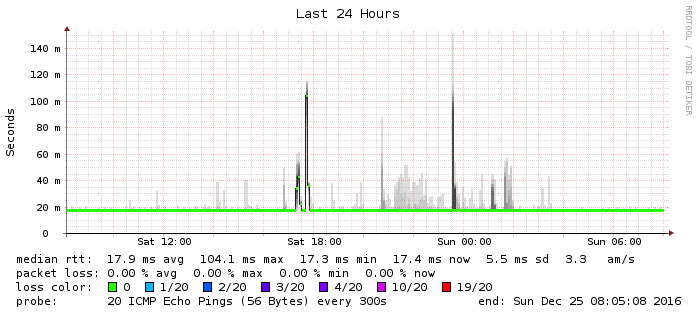 Last 24 Hours
RRDTOOL / TOBI OETIKER
Seconds
140 m
120 m
100 m
80 m
60 m
40 m
20 m
0
Sat 12:00 Sat 18:00 Sun 00:00 Sun 06:00
median rtt: 17.9 ms avg 104.1 ms max 17.3 ms min 17.4 ms now 5.5 ms sd 3.3 am/s
packet loss: 0.00 % avg 0.00 % max 0.00 % min 0.00 % now
loss color: 0 1/20 2/20 3/20 4/20 10/20 19/20
probe: 20 ICMP Echo Pings (56 Bytes) every 300s end: Sun Dec 25 08:05:08 2016